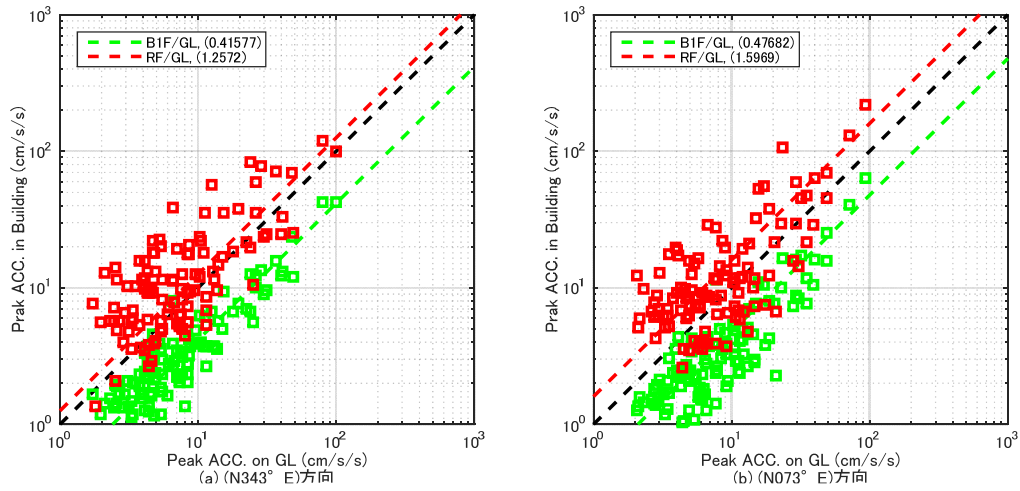 10³
10²
10¹
10⁰
Prak ACC. in Building (cm/s/s)
B1F/GL, (0.41577)
RF/GL, (1.2572)
10⁰ 10¹ 10² 10³
Peak ACC. on GL (cm/s/s)
(a) (N343° E)方向
10³
10²
10¹
10⁰
Prak ACC. in Building (cm/s/s)
B1F/GL, (0.47682)
RF/GL, (1.5969)
10⁰ 10¹ 10² 10³
Peak ACC. on GL (cm/s/s)
(b) (N073° E)方向